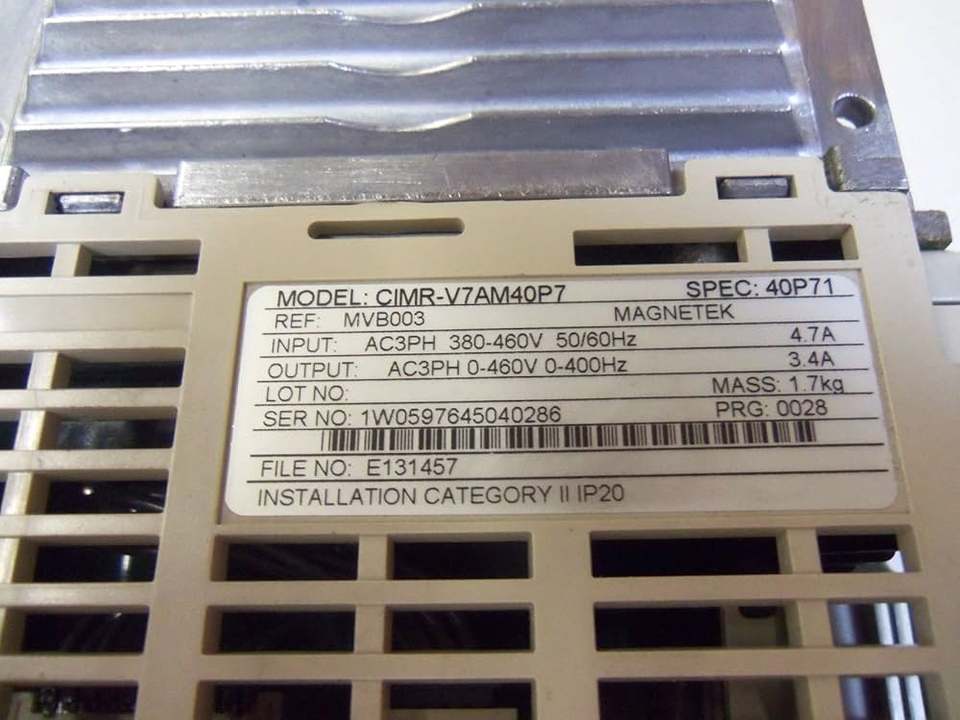 MODEL: CIMR-V7AM40P7 SPEC: 40P71
REF: MVB003 MAGNETEK
INPUT: AC3PH 380-460V 50/60Hz 4.7A
OUTPUT: AC3PH 0-460V 0-400Hz 3.4A
LOT NO: MASS: 1.7kg
SER NO: 1W0597645040286 PRG: 0028
FILE NO: E131457
INSTALLATION CATEGORY II IP20